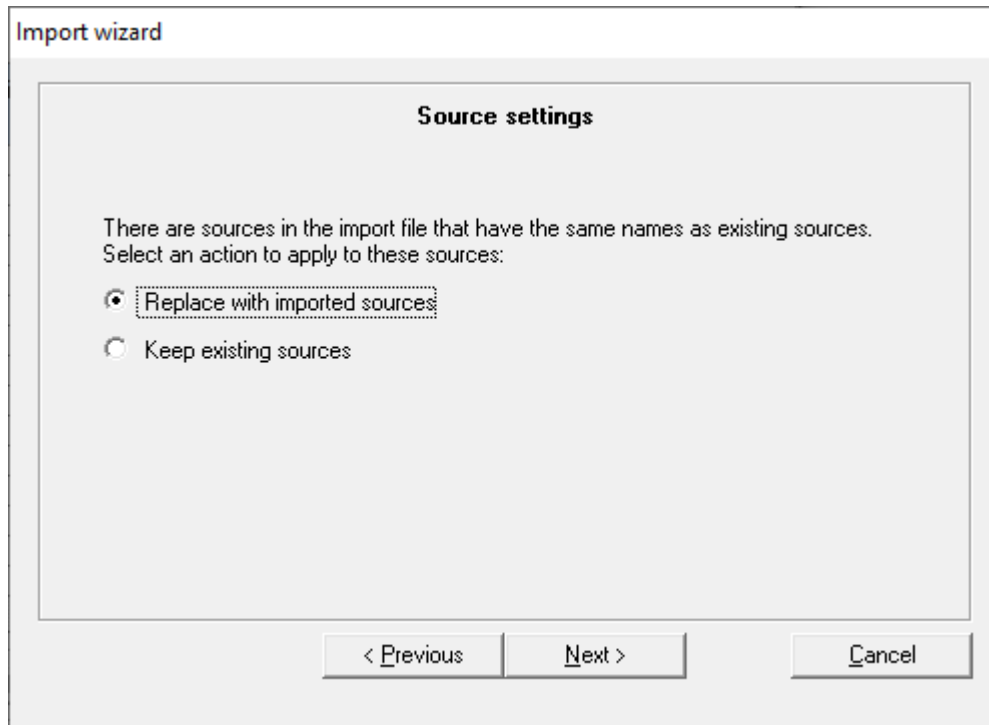 Import wizard
Source settings
There are sources in the import file that have the same names as existing sources.
Select an action to apply to these sources:
Replace with imported sources
Keep existing sources
< Previous
Next >
Cancel